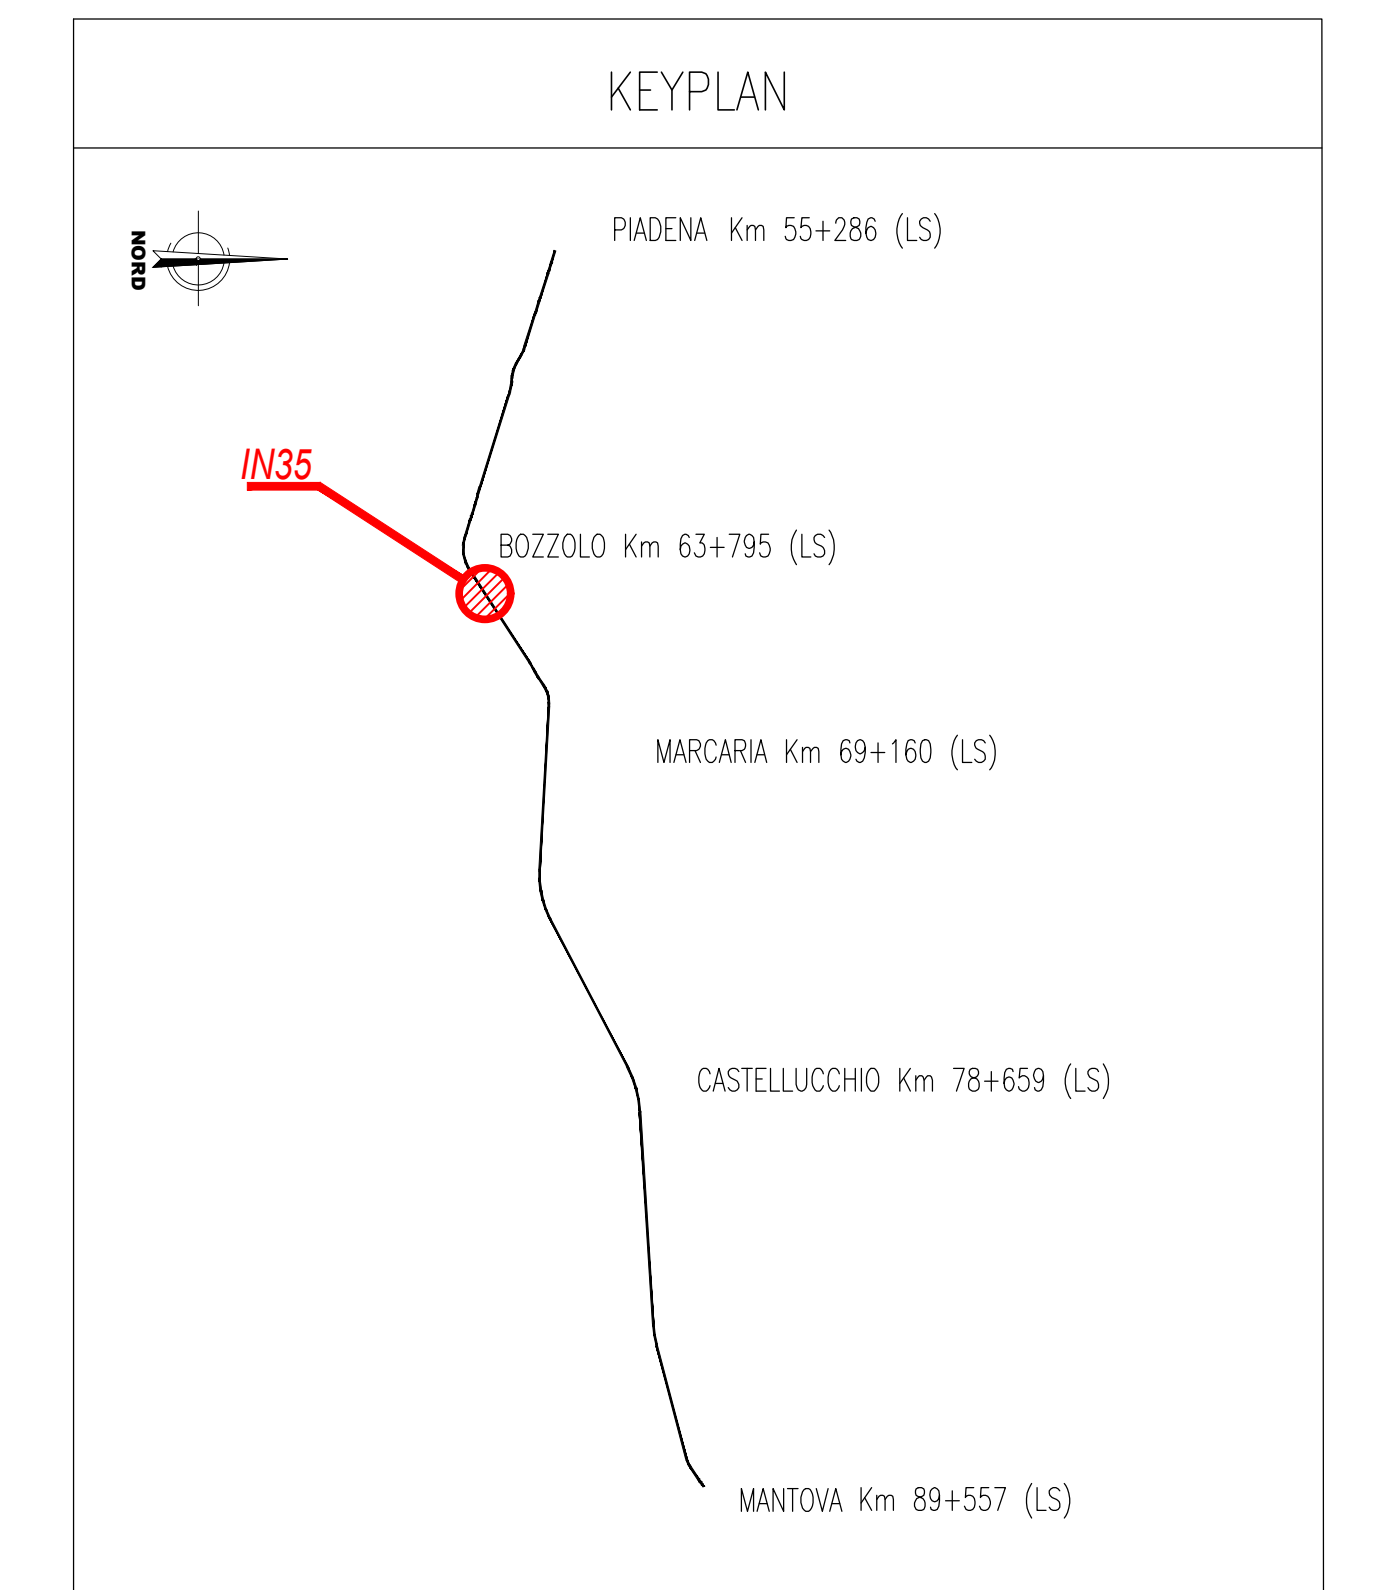 KEYPLAN
NORD
PIADENA Km 55+286 (LS)
IN35
BOZZOLO Km 63+795 (LS)
MARCARIA Km 69+160 (LS)
CASTELLUCCHIO Km 78+659 (LS)
MANTOVA Km 89+557 (LS)